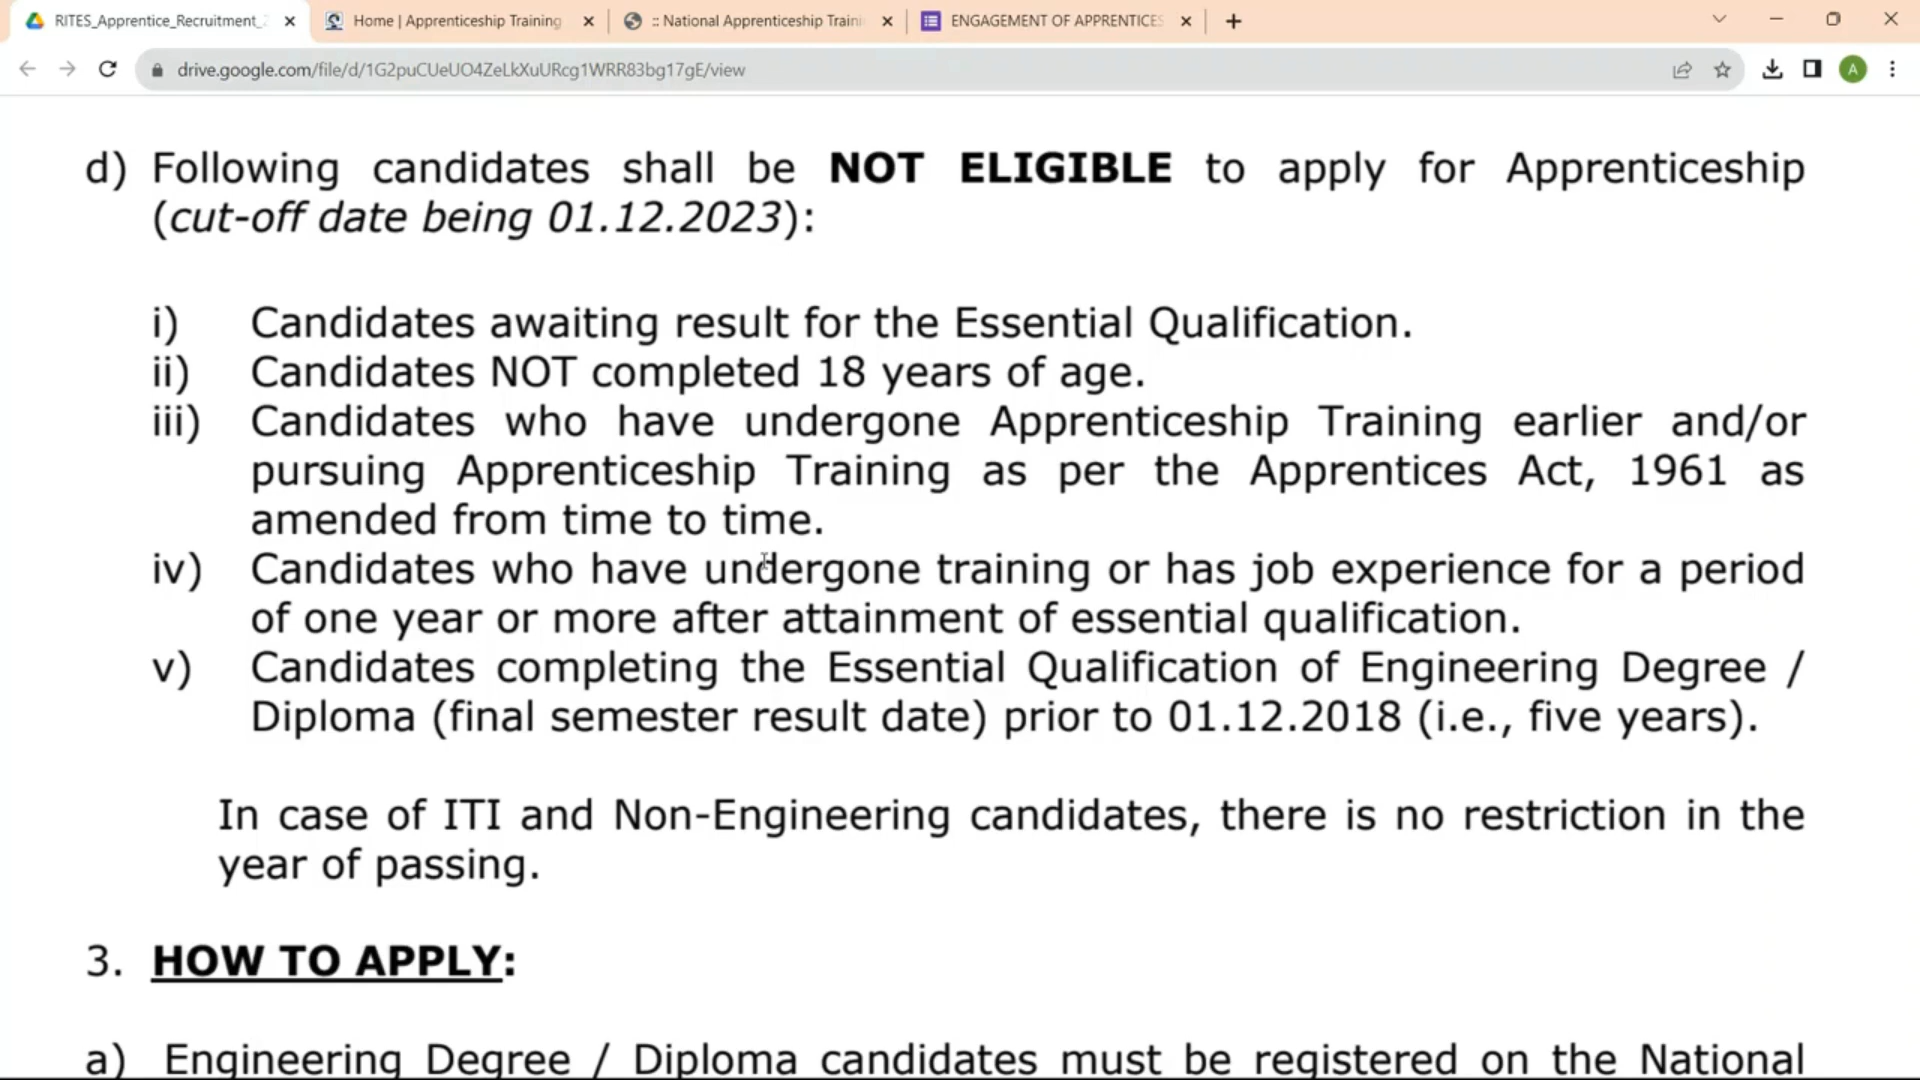 RITES_Apprentice_Recruitment_2
Home | Apprenticeship Training
:: National Apprenticeship Traini
ENGAGEMENT OF APPRENTICES
drive.google.com/file/d/1G2puCUeUO4ZeLkXuURcg1WRR83bg17gE/view
A
d) Following candidates shall be NOT ELIGIBLE to apply for Apprenticeship
(cut-off date being 01.12.2023):
i) Candidates awaiting result for the Essential Qualification.
ii) Candidates NOT completed 18 years of age.
iii) Candidates who have undergone Apprenticeship Training earlier and/or
pursuing Apprenticeship Training as per the Apprentices Act, 1961 as
amended from time to time.
iv) Candidates who have undergone training or has job experience for a period
of one year or more after attainment of essential qualification.
v) Candidates completing the Essential Qualification of Engineering Degree /
Diploma (final semester result date) prior to 01.12.2018 (i.e., five years).
In case of ITI and Non-Engineering candidates, there is no restriction in the
year of passing.
3. HOW TO APPLY:
a) Engineering Degree / Diploma candidates must be registered on the National